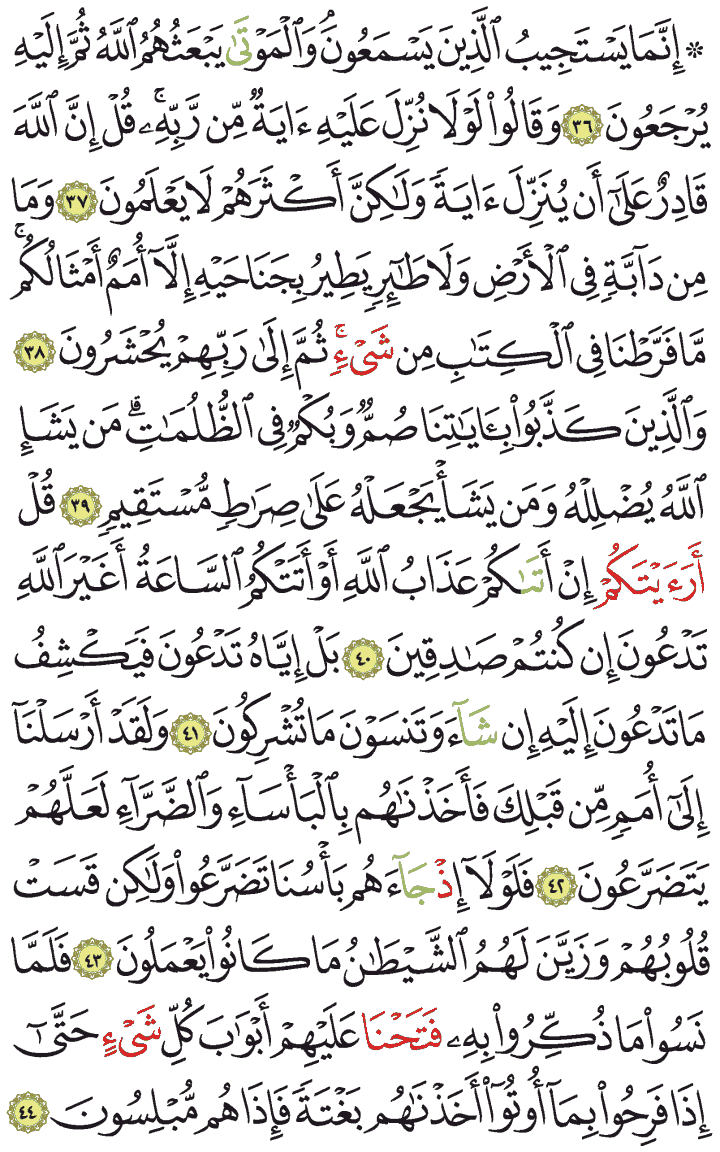 ۞ إِنَّمَا يَسْتَجِيبُ ٱلَّذِينَ يَسْمَعُونَۘ وَٱلْمَوْتَىٰ يَبْعَثُهُمُ ٱللَّهُ ثُمَّ إِلَيْهِ
يُرْجَعُونَ ٣٦ وَقَالُوا۟ لَوْلَا نُزِّلَ عَلَيْهِ ءَايَةٌ مِّن رَّبِّهِۦۚ قُلْ إِنَّ ٱللَّهَ
قَادِرٌ عَلَىٰٓ أَن يُنَزِّلَ ءَايَةً وَلَٰكِنَّ أَكْثَرَهُمْ لَا يَعْلَمُونَ ٣٧ وَمَا
مِن دَآبَّةٍ فِى ٱلْأَرْضِ وَلَا طَٰٓئِرٍ يَطِيرُ بِجَنَاحَيْهِ إِلَّآ أُمَمٌ أَمْثَالُكُمۚ
مَّا فَرَّطْنَا فِى ٱلْكِتَٰبِ مِن شَىْءٍۚ ثُمَّ إِلَىٰ رَبِّهِمْ يُحْشَرُونَ ٣٨
وَٱلَّذِينَ كَذَّبُوا۟ بِـَٔايَٰتِنَا صُمٌّ وَبُكْمٌ فِى ٱلظُّلُمَٰتِۗ مَن يَشَإِ
ٱللَّهُ يُضْلِلْهُ وَمَن يَشَأْ يَجْعَلْهُ عَلَىٰ صِرَٰطٍ مُّسْتَقِيمٍ ٣٩ قُلْ
أَرَءَيْتَكُمْ إِنْ أَتَىٰكُمْ عَذَابُ ٱللَّهِ أَوْ أَتَتْكُمُ ٱلسَّاعَةُ أَغَيْرَ ٱللَّهِ
تَدْعُونَ إِن كُنتُمْ صَٰدِقِينَ ٤٠ بَلْ إِيَّاهُ تَدْعُونَ فَيَكْشِفُ
مَا تَدْعُونَ إِلَيْهِ إِن شَآءَ وَتَنسَوْنَ مَا تُشْرِكُونَ ٤١ وَلَقَدْ أَرْسَلْنَآ
إِلَىٰٓ أُمَمٍ مِّن قَبْلِكَ فَأَخَذْنَٰهُم بِٱلْبَأْسَآءِ وَٱلضَّرَّآءِ لَعَلَّهُمْ
يَتَضَرَّعُونَ ٤٢ فَلَوْلَآ إِذْ جَآءَهُم بَأْسُنَا تَضَرَّعُوا۟ وَلَٰكِن قَسَتْ
قُلُوبُهُمْ وَزَيَّنَ لَهُمُ ٱلشَّيْطَٰنُ مَا كَانُوا۟ يَعْمَلُونَ ٤٣ فَلَمَّا
نَسُوا۟ مَا ذُكِّرُوا۟ بِهِۦ فَتَحْنَا عَلَيْهِمْ أَبْوَٰبَ كُلِّ شَىْءٍ حَتَّىٰٓ
إِذَا فَرِحُوا۟ بِمَآ أُوتُوٓا۟ أَخَذْنَٰهُم بَغْتَةً فَإِذَا هُم مُّبْلِسُونَ ٤٤